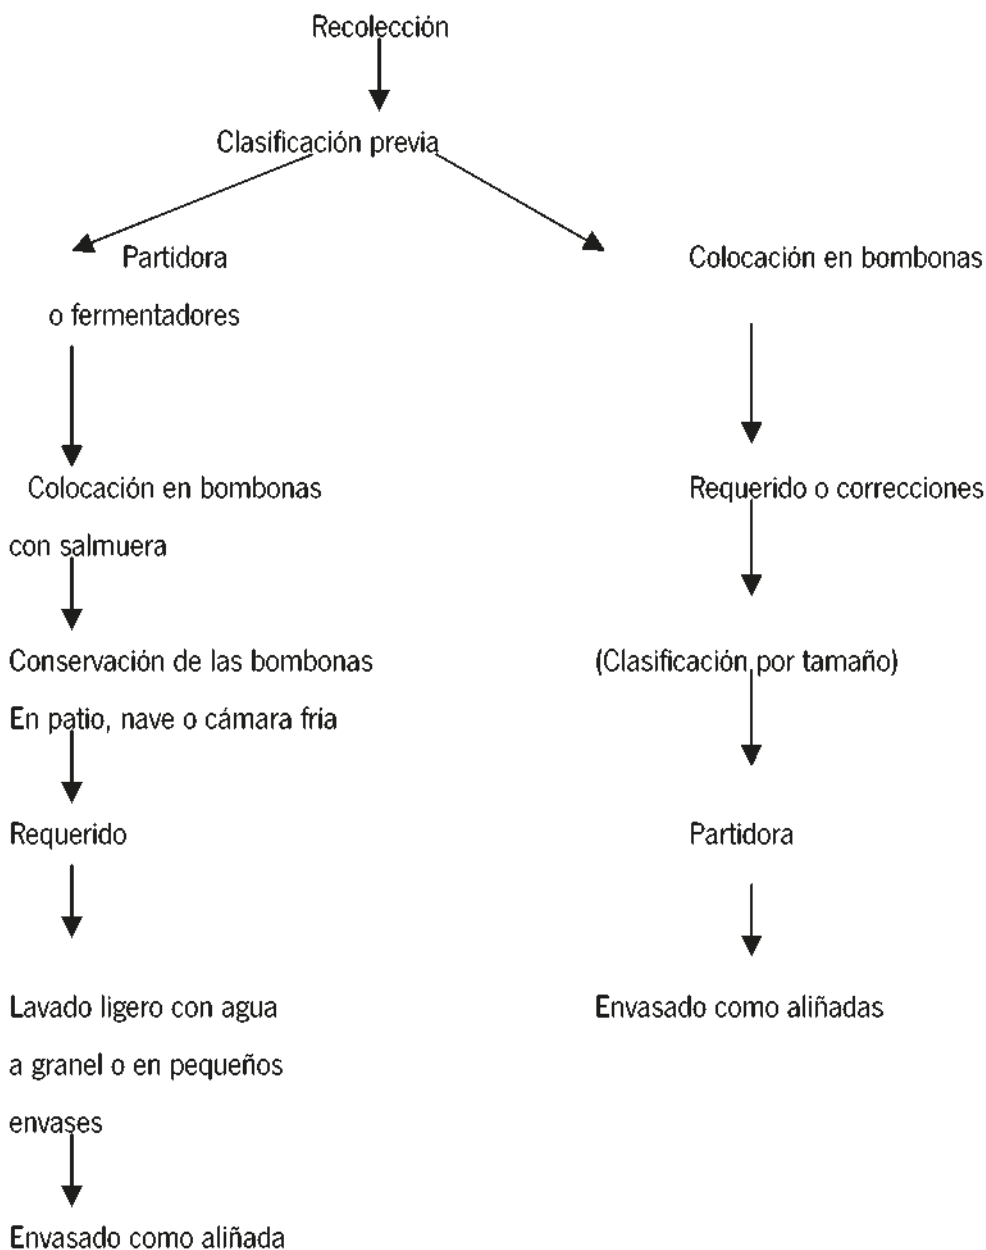 Recolección
Clasificación previa
Partidora
o fermentadores
Colocación en bombonas
Colocación en bombonas
con salmuera
Requerido o correcciones
Conservación de las bombonas
En patio, nave o cámara fría
(Clasificación por tamaño)
Requerido
Partidora
Lavado ligero con agua
a granel o en pequeños
envases
Envasado como aliñadas
Envasado como aliñada